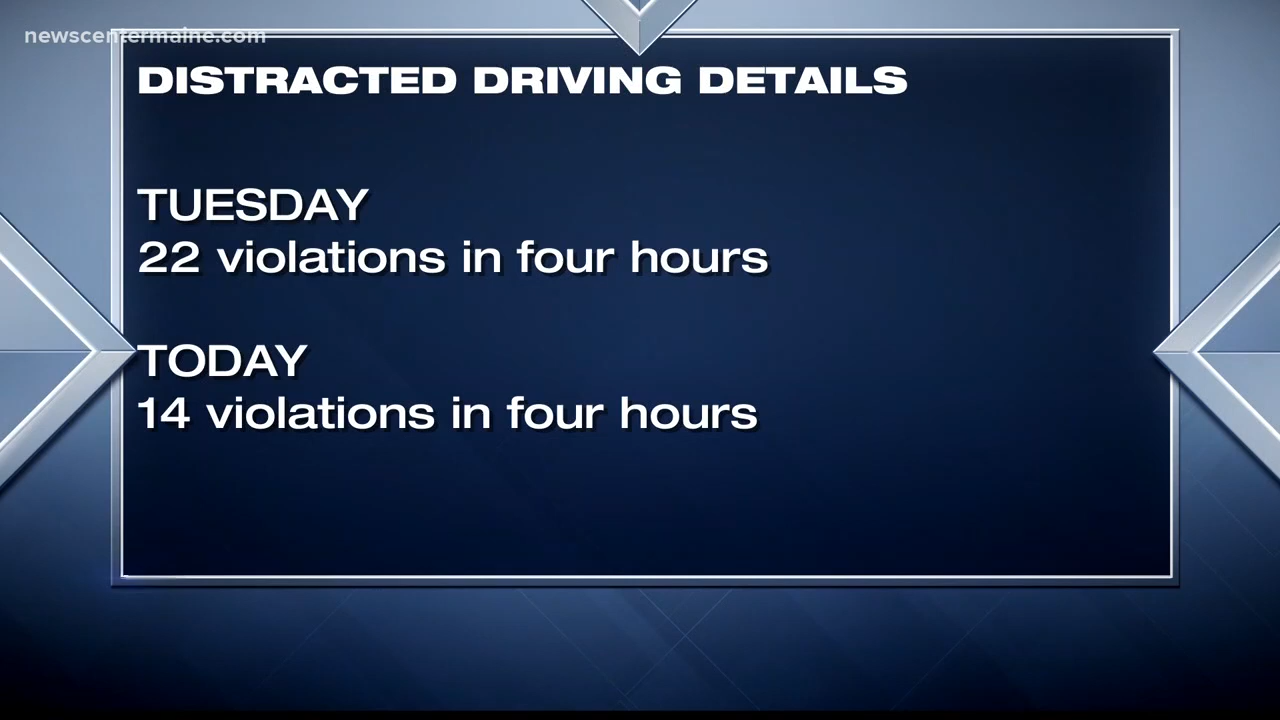 newscentermaine.com
DISTRACTED DRIVING DETAILS
TUESDAY
22 violations in four hours
TODAY
14 violations in four hours